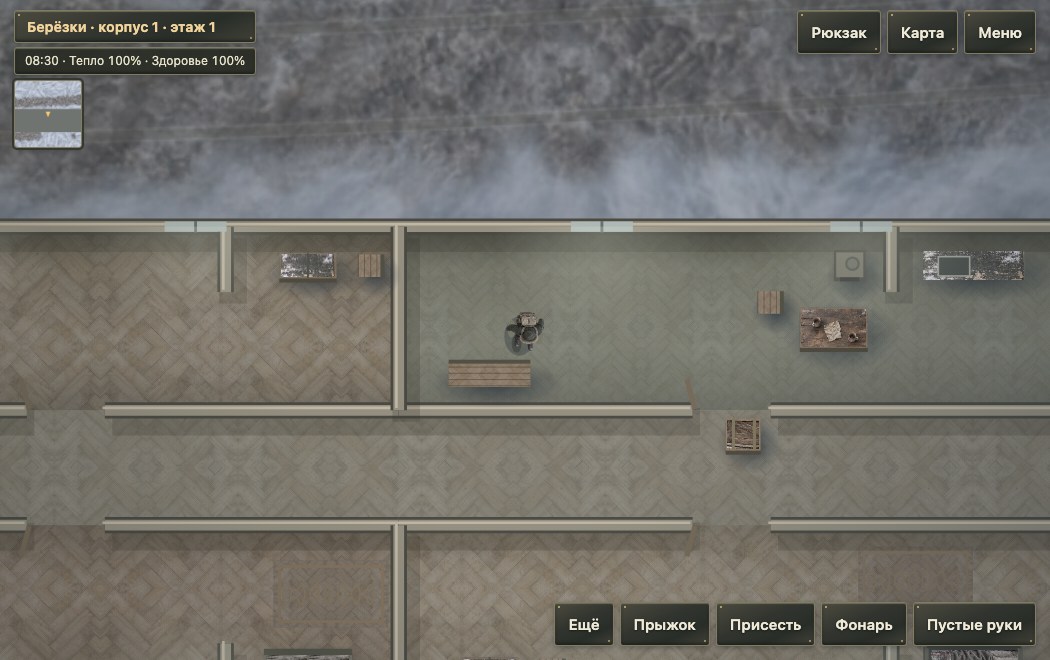 Берёзки · корпус 1 · этаж 1
08:30 · Тепло 100% · Здоровье 100%
Рюкзак
Карта
Меню
Ещё
Прыжок
Присесть
Фонарь
Пустые руки